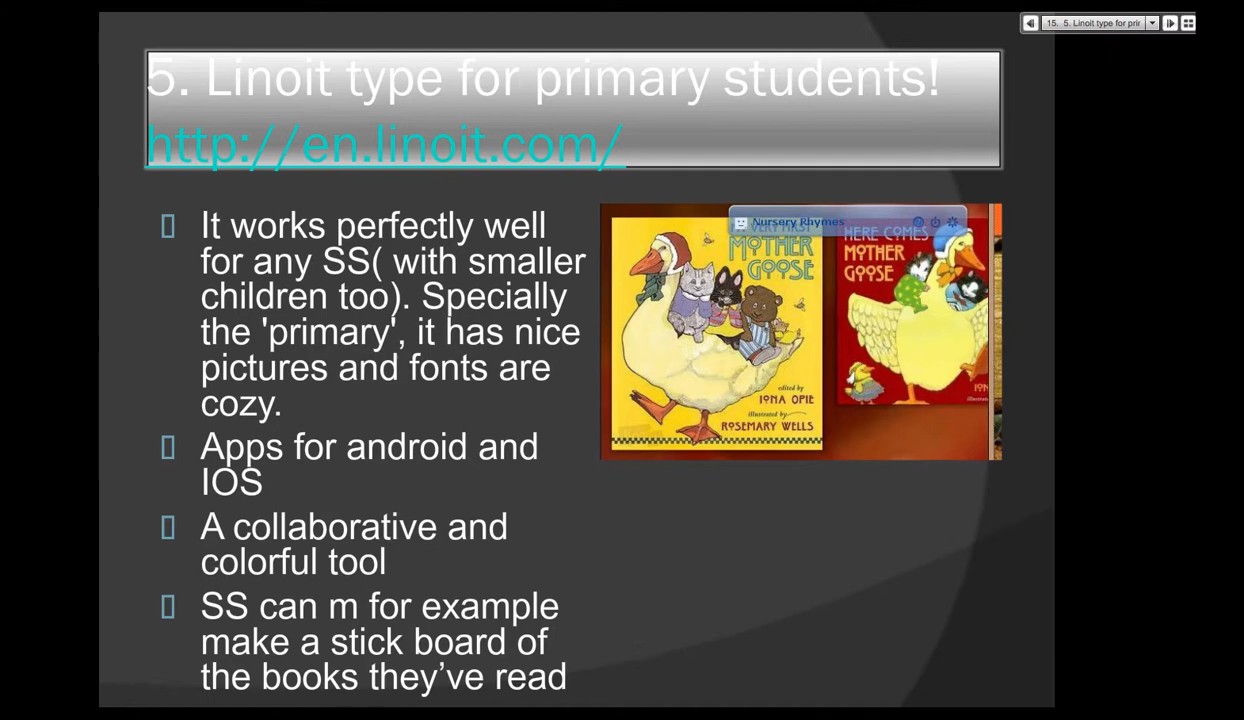 15. 5. Linoit type for prir
5. Linoit type for primary students!
http://en.linoit.com/
It works perfectly well
for any SS( with smaller
children too). Specially
the 'primary', it has nice
pictures and fonts are
cozy.
Apps for android and
IOS
A collaborative and
colorful tool
SS can m for example
make a stick board of
the books they’ve read
Nursery Rhymes
VERY FIRST
MOTHER
GOOSE
edited by
IONA OPIE
illustrated by
ROSEMARY WELLS
HERE COMES
MOTHER
GOOSE